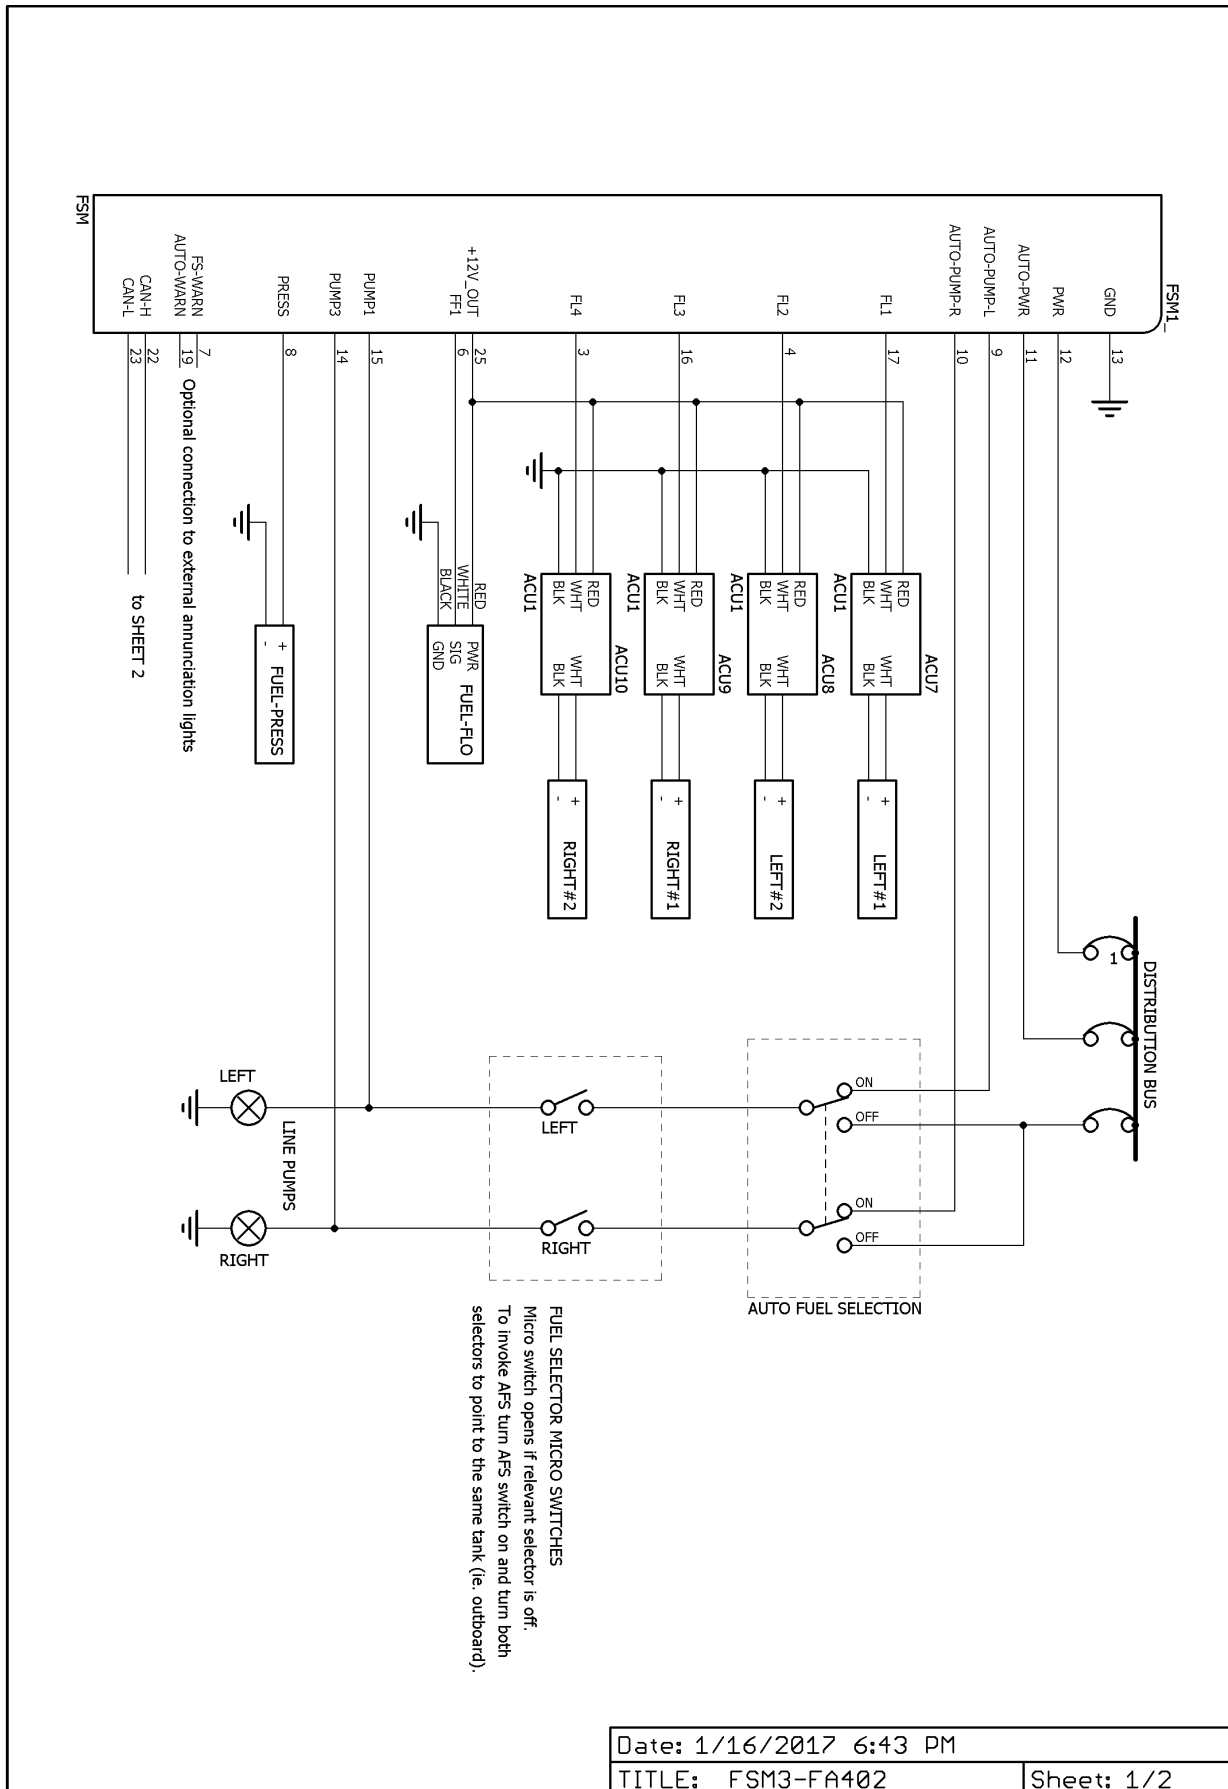 FSM1_
FSM
GND
13
PWR
12
AUTO-PWR
11
AUTO-PUMP-L
9
AUTO-PUMP-R
10
FL1
17
FL2
4
FL3
16
FL4
3
+12V_OUT
25
FF1
6
PUMP1
15
PUMP3
14
PRESS
8
FS-WARN
7
AUTO-WARN
19
Optional connection to external annunciation lights
CAN-H
22
CAN-L
23
to SHEET 2
ACU7
RED
WHT
BLK
WHT
BLK
ACU1
+
-
LEFT#1
ACU8
RED
WHT
BLK
WHT
BLK
ACU1
+
-
LEFT#2
ACU9
RED
WHT
BLK
WHT
BLK
ACU1
+
-
RIGHT#1
ACU10
RED
WHT
BLK
WHT
BLK
ACU1
+
-
RIGHT#2
RED
WHITE
BLACK
PWR
SIG
GND
FUEL-FLO
+
-
FUEL-PRESS
DISTRIBUTION BUS
1
ON
OFF
ON
OFF
AUTO FUEL SELECTION
LEFT
RIGHT
LEFT
LINE PUMPS
RIGHT
FUEL SELECTOR MICRO SWITCHES
Micro switch opens if relevant selector is off.
To invoke AFS turn AFS switch on and turn both
selectors to point to the same tank (ie. outboard).
Date: 1/16/2017 6:43 PM
TITLE: FSM3-FA402
Sheet: 1/2